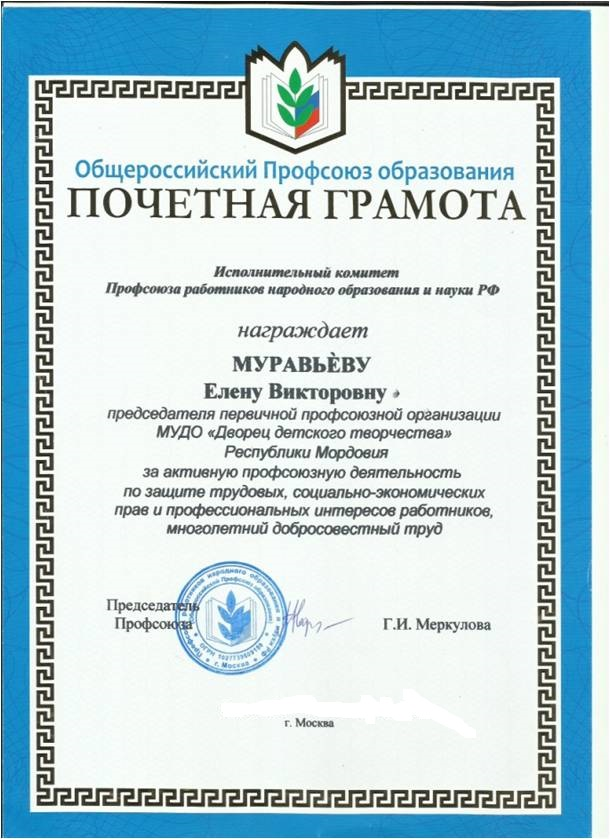 Общероссийский Профсоюз образования
ПОЧЕТНАЯ ГРАМОТА
Исполнительный комитет
Профсоюза работников народного образования и науки РФ
награждает
МУРАВЬЁВУ
Елену Викторовну
председателя первичной профсоюзной организации
МУДО «Дворец детского творчества»
Республики Мордовия
за активную профсоюзную деятельность
по защите трудовых, социально-экономических
прав и профессиональных интересов работников,
многолетний добросовестный труд
Председатель
Профсоюза
Г.И. Меркулова
г. Москва